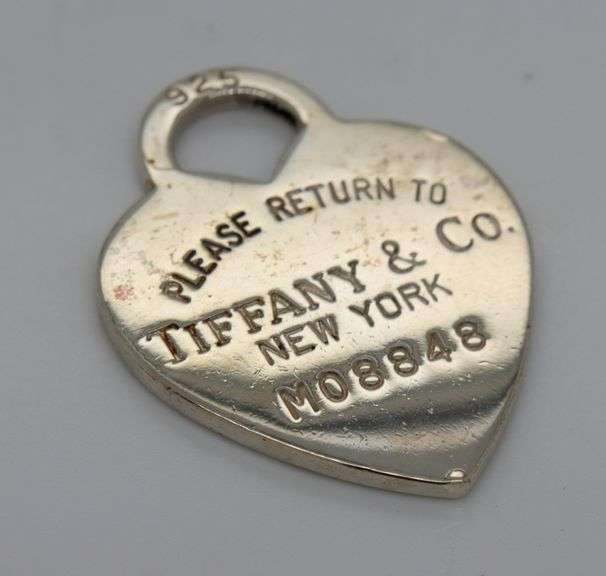 925
PLEASE RETURN TO
TIFFANY & Co.
NEW YORK
M08848